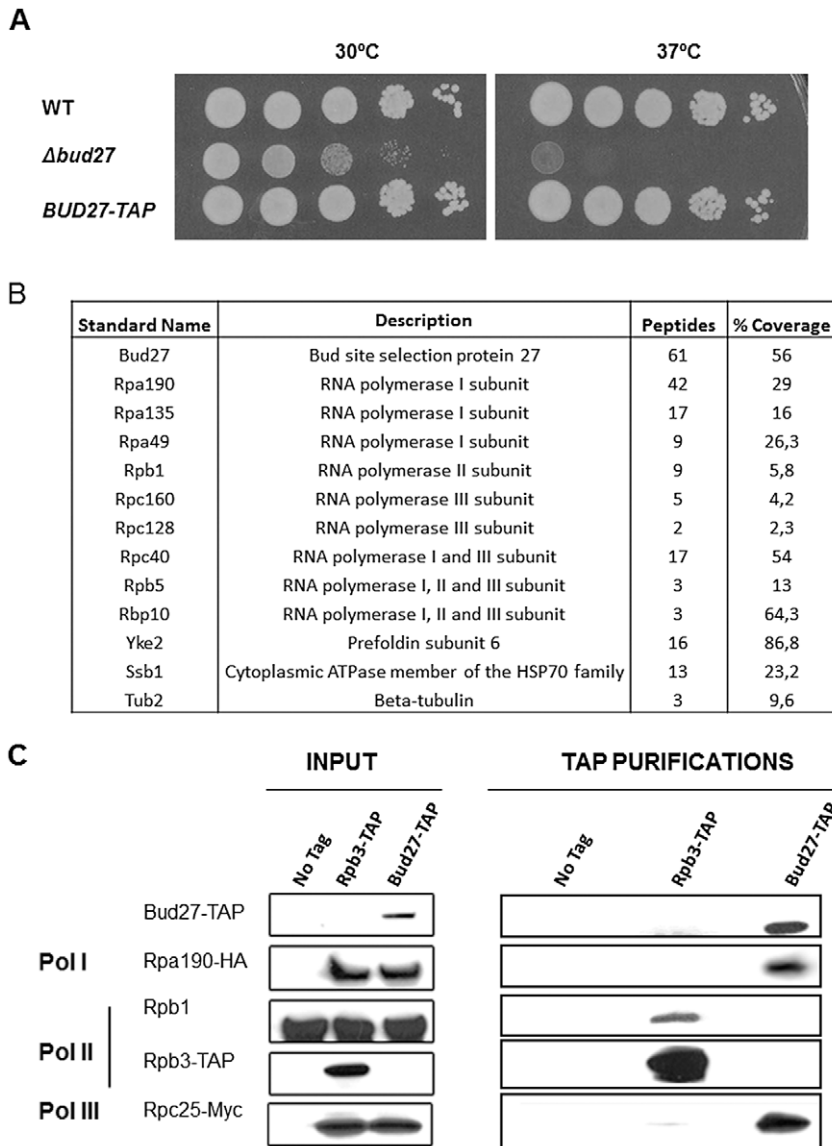 A
30ºC 37ºC
WT
Δbud27
BUD27-TAP
B
Standard Name Description Peptides % Coverage
Bud27 Bud site selection protein 27 61 56
Rpa190 RNA polymerase I subunit 42 29
Rpa135 RNA polymerase I subunit 17 16
Rpa49 RNA polymerase I subunit 9 26,3
Rpb1 RNA polymerase II subunit 9 5,8
Rpc160 RNA polymerase III subunit 5 4,2
Rpc128 RNA polymerase III subunit 2 2,3
Rpc40 RNA polymerase I and III subunit 17 54
Rpb5 RNA polymerase I, II and III subunit 3 13
Rbp10 RNA polymerase I, II and III subunit 3 64,3
Yke2 Prefoldin subunit 6 16 86,8
Ssb1 Cytoplasmic ATPase member of the HSP70 family 13 23,2
Tub2 Beta-tubulin 3 9,6
C
INPUT TAP PURIFICATIONS
No Tag Rpb3-TAP Bud27-TAP No Tag Rpb3-TAP Bud27-TAP
Bud27-TAP
Pol I Rpa190-HA
Rpb1
Pol II
Rpb3-TAP
Pol III Rpc25-Myc